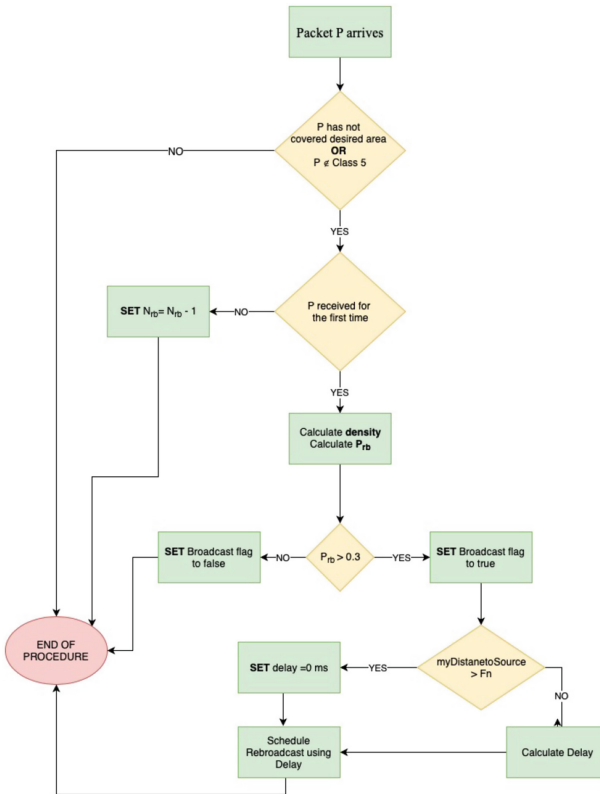 Packet P arrives
P has not
covered desired area
OR
P ∉ Class 5
NO
YES
SET Nrb= Nrb - 1
NO
P received for
the first time
YES
Calculate density
Calculate Prb
SET Broadcast flag
to false
NO
Prb > 0.3
YES
SET Broadcast flag
to true
END OF
PROCEDURE
SET delay =0 ms
YES
myDistanetoSource
> Fn
NO
Schedule
Rebroadcast using
Delay
Calculate Delay